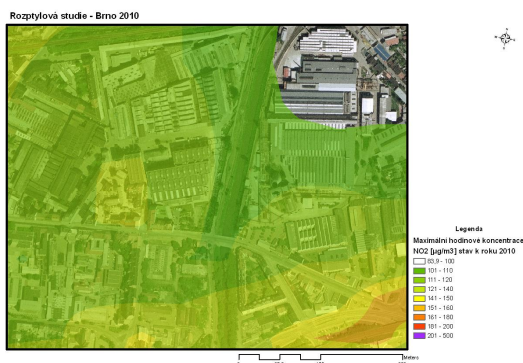 Rozptylová studie - Brno 2010
Legenda
Maximální hodinové koncentrace
NO2 [µg/m3] stav k roku 2010
83,9 - 100
101 - 110
111 - 120
121 - 140
141 - 150
151 - 160
161 - 180
181 - 200
201 - 500
Meters